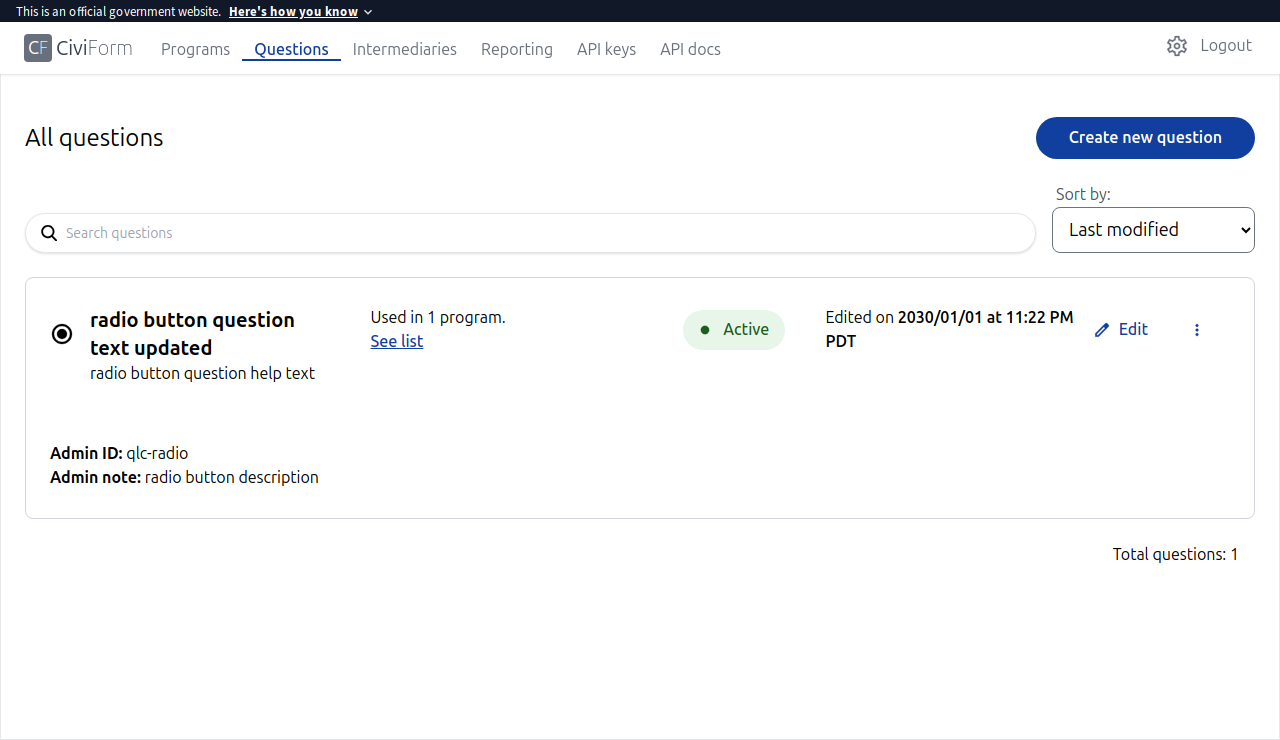 This is an official government website. Here's how you know
CF CiviForm Programs Questions Intermediaries Reporting API keys API docs Logout
All questions
Create new question
Sort by:
Search questions
Last modified
radio button question
text updated
radio button question help text
Used in 1 program.
See list
Active
Edited on 2030/01/01 at 11:22 PM
PDT
Edit
Admin ID: qlc-radio
Admin note: radio button description
Total questions: 1